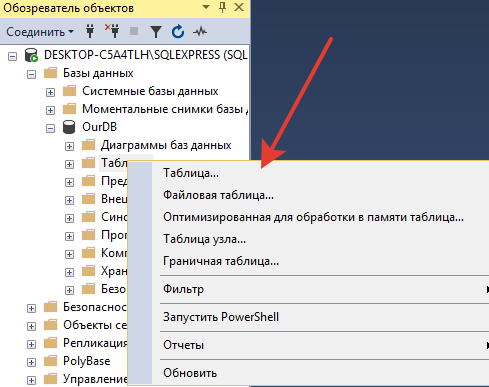 Обозреватель объектов
Соединить
DESKTOP-C5A4TLH\SQLEXPRESS (SQL
Базы данных
Системные базы данных
Моментальные снимки базы
OurDB
Диаграммы баз данных
Табл
Таблица...
Пред
Файловая таблица...
Внеш
Оптимизированная для обработки в памяти таблица...
Сино
Таблица узла...
Прог
Граничная таблица...
Комп
Хран
Фильтр
Безо
Безопаснос
Запустить PowerShell
Объекты се
Отчеты
Репликация
PolyBase
Обновить
Управление